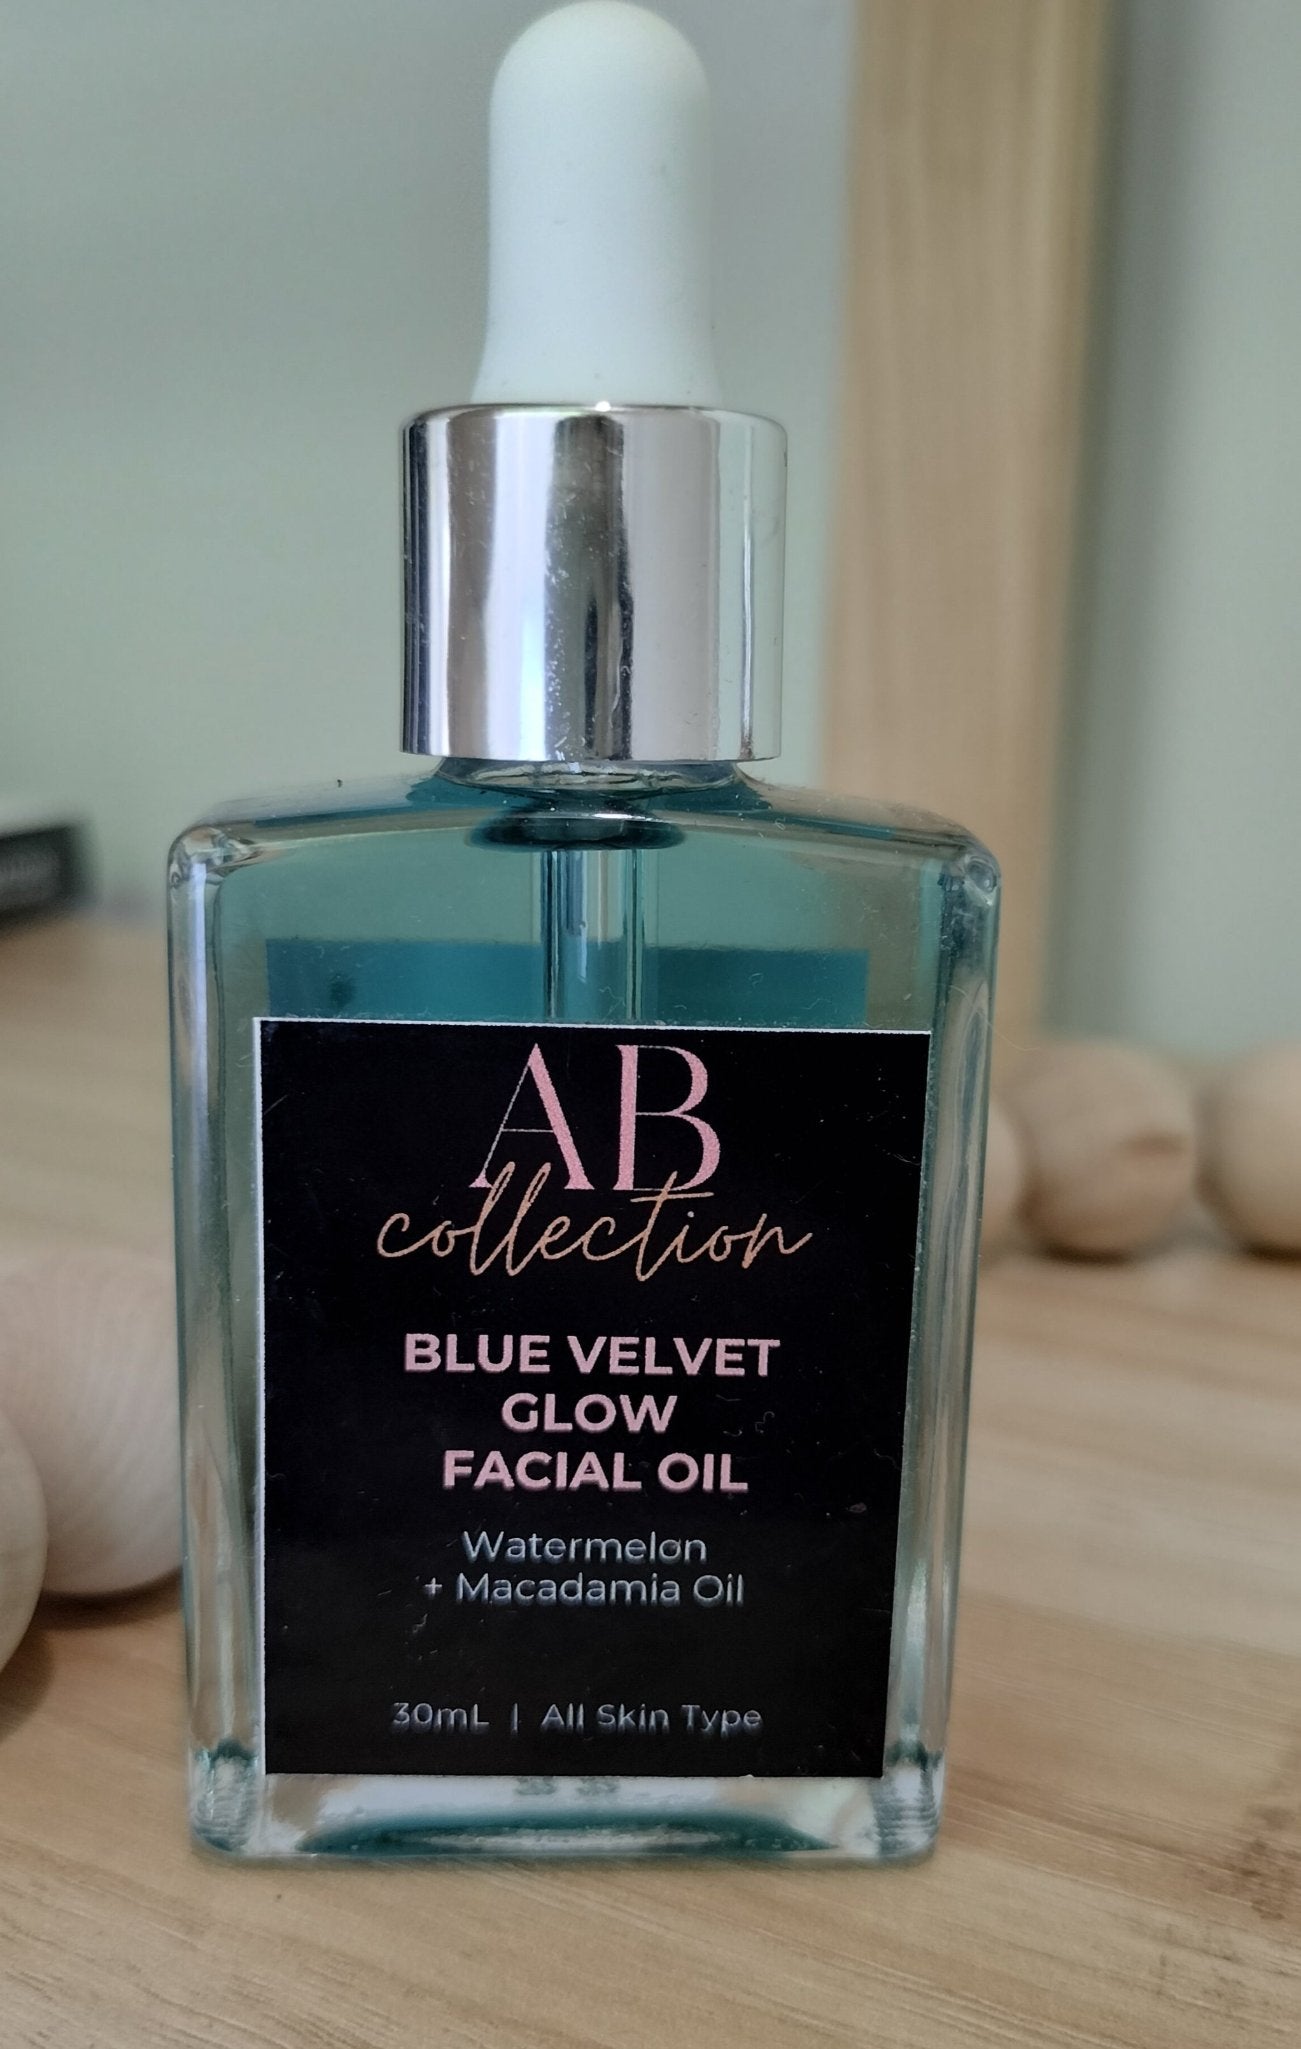 AB
collection
BLUE VELVET
GLOW
FACIAL OIL
Watermelon
+ Macadamia Oil
30mL | All Skin Type